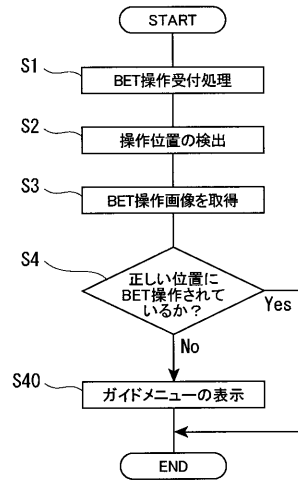 START
S1
BET操作受付処理
S2
操作位置の検出
S3
BET操作画像を取得
S4
正しい位置に
BET操作されて
いるか？
Yes
No
S40
ガイドメニューの表示
END